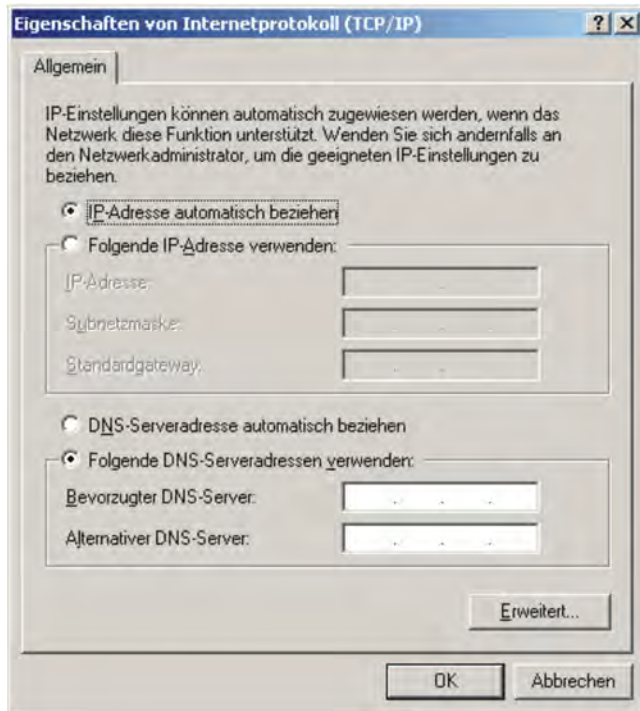 Eigenschaften von Internetprotokoll (TCP/IP)
Allgemein
IP-Einstellungen können automatisch zugewiesen werden, wenn das
Netzwerk diese Funktion unterstützt. Wenden Sie sich andernfalls an
den Netzwerkadministrator, um die geeigneten IP-Einstellungen zu
beziehen.
IP-Adresse automatisch beziehen
Folgende IP-Adresse verwenden:
IP-Adresse:
Subnetzmaske:
Standardgateway:
DNS-Serveradresse automatisch beziehen
Folgende DNS-Serveradressen verwenden:
Bevorzugter DNS-Server:
Alternativer DNS-Server:
Erweitert...
OK
Abbrechen